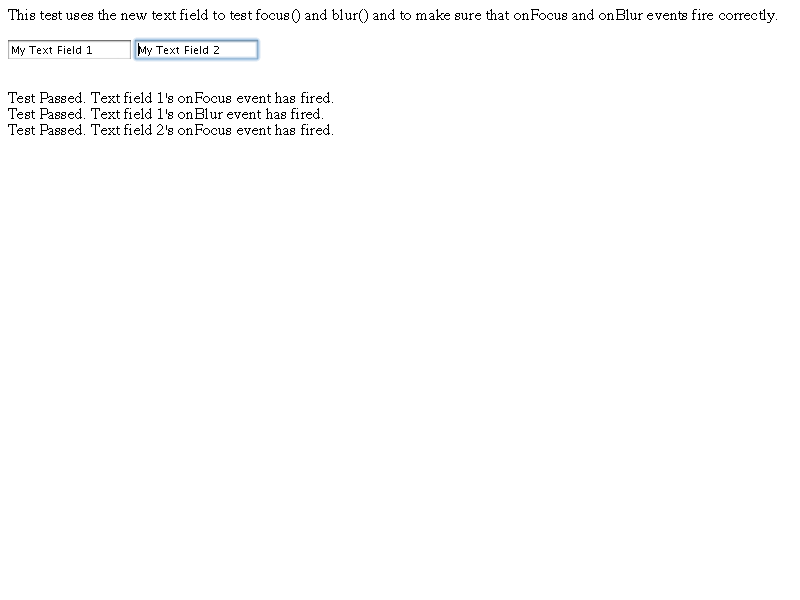 This test uses the new text field to test focus() and blur() and to make sure that onFocus and onBlur events fire correctly.
My Text Field 1 My Text Field 2
Test Passed. Text field 1's onFocus event has fired.
Test Passed. Text field 1's onBlur event has fired.
Test Passed. Text field 2's onFocus event has fired.